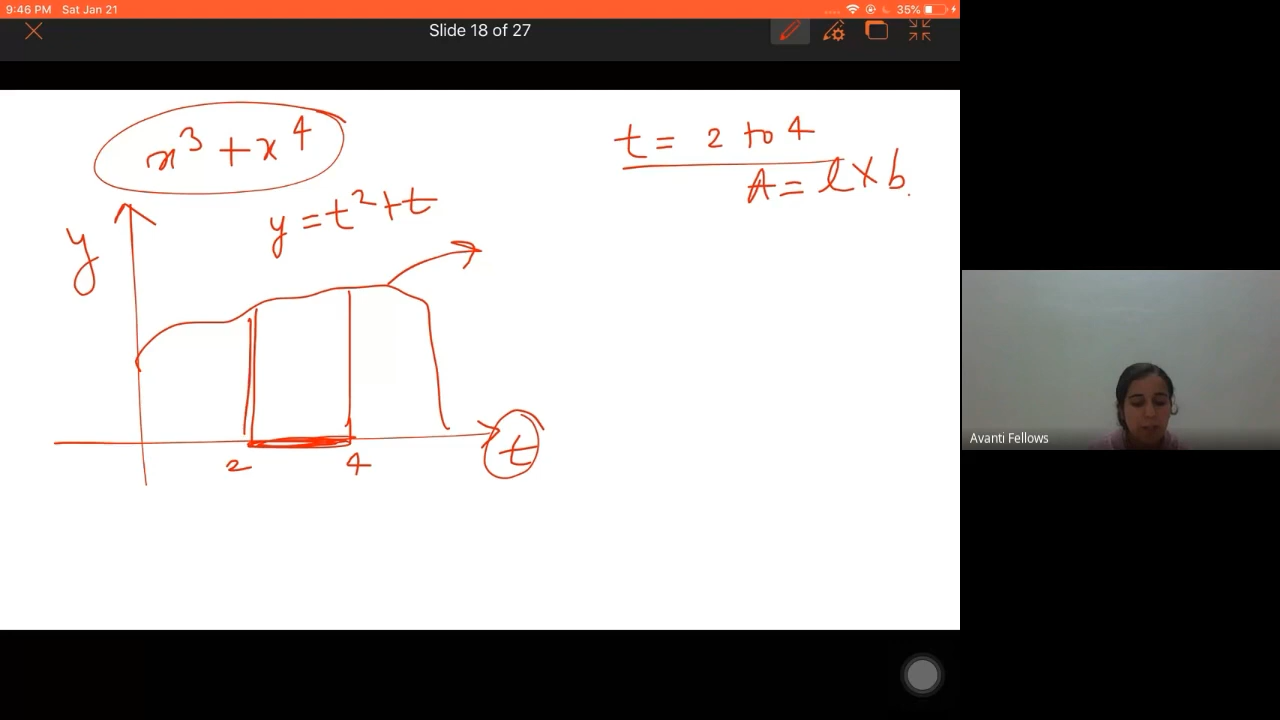 9:46 PM Sat Jan 21
35%
Slide 18 of 27
x³ + x⁴
t = 2 to 4
A = l × b
y = t² + t
y
2 4 t
Avanti Fellows